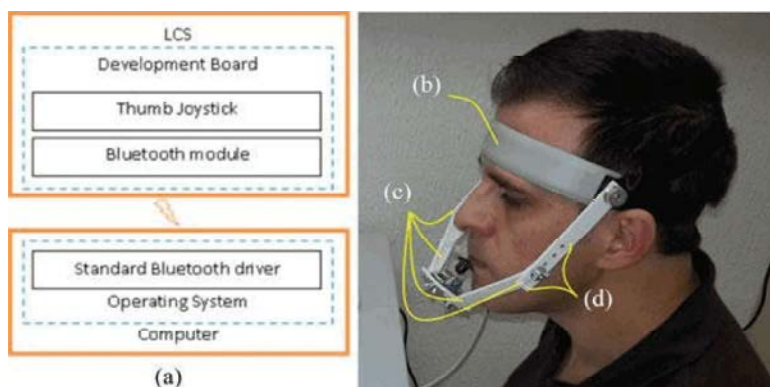 LCS
Development Board
Thumb Joystick
Bluetooth module
Standard Bluetooth driver
Operating System
Computer
(a)
(b)
(c)
(d)